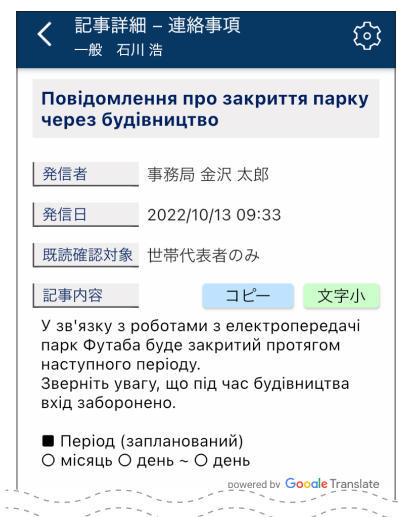 記事詳細 – 連絡事項
一般 石川 浩
Повідомлення про закриття парку
через будівництво
発信者 事務局 金沢 太郎
発信日 2022/10/13 09:33
既読確認対象 世帯代表者のみ
記事内容 コピー 文字小
У зв'язку з роботами з електропередачі
парк Футаба буде закритий протягом
наступного періоду.
Зверніть увагу, що під час будівництва
вхід заборонено.
■ Період (запланований)
○ місяць ○ день ~ ○ день
powered by Google Translate